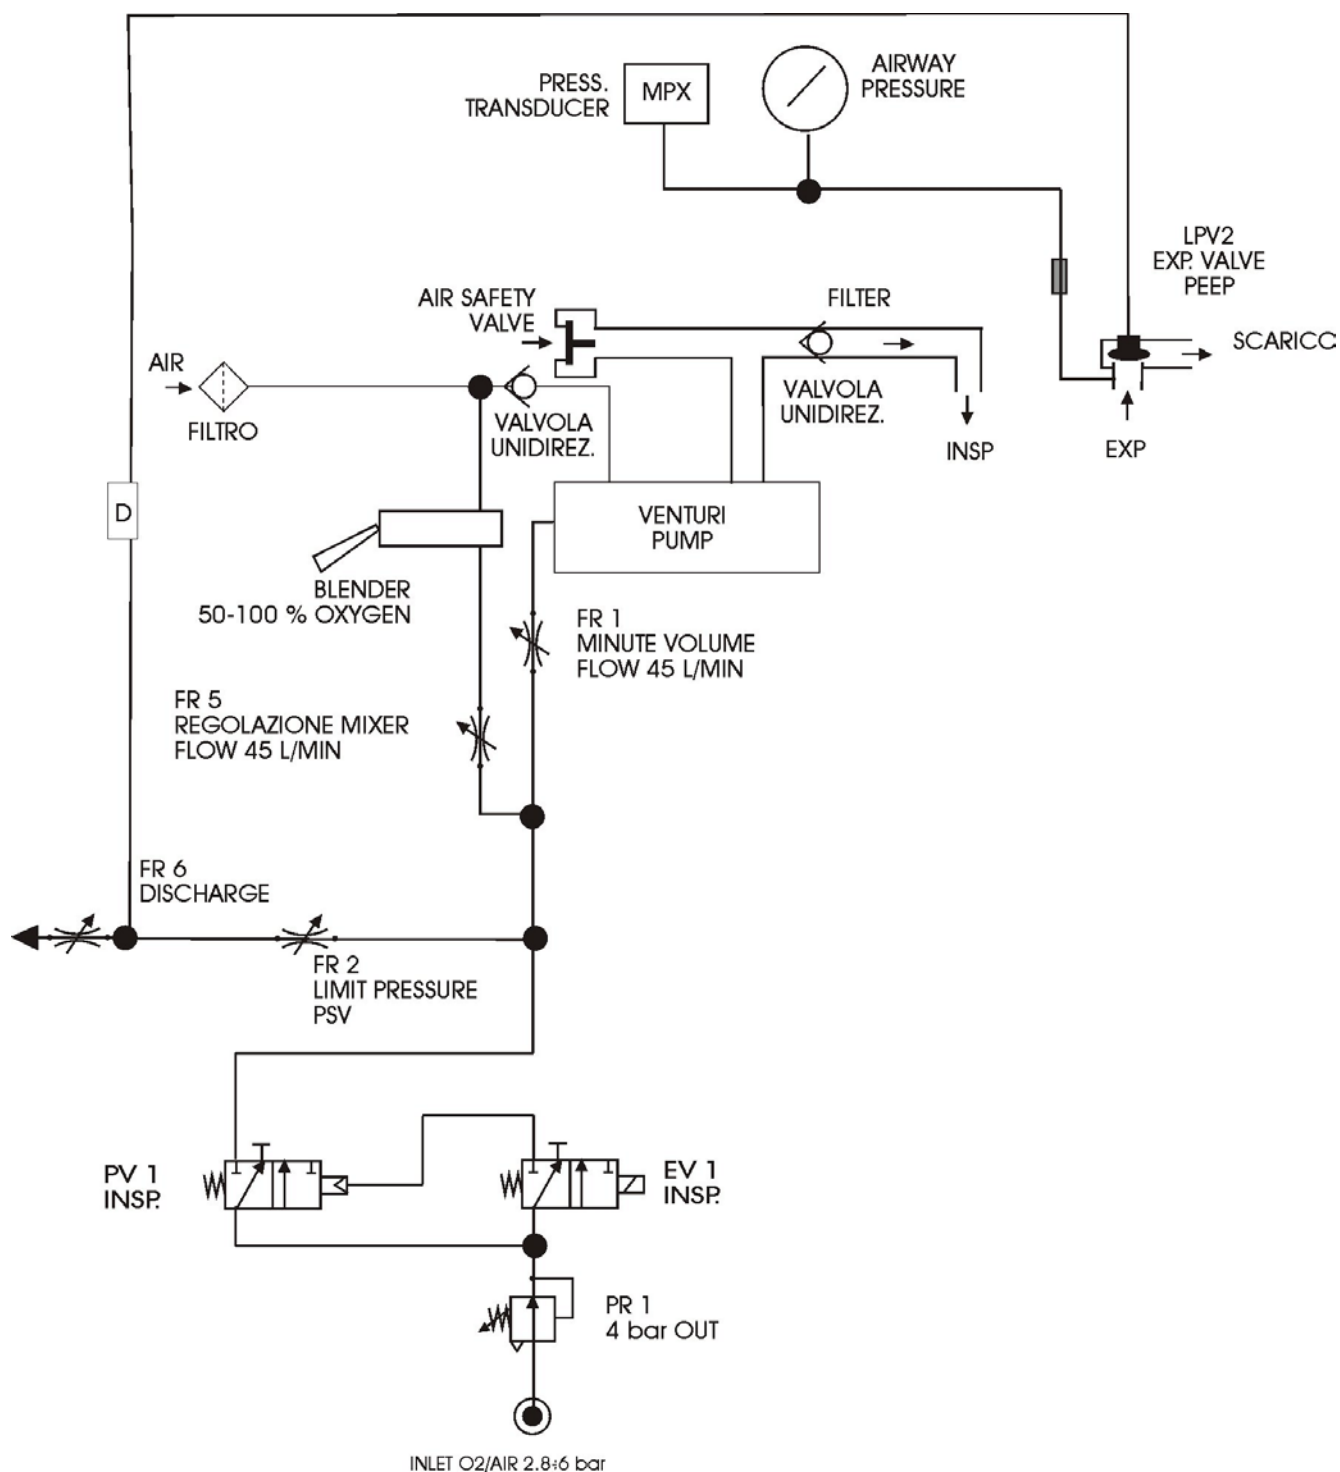 PRESS.
TRANSDUCER
MPX
AIRWAY
PRESSURE
LPV2
EXP. VALVE
PEEP
AIR SAFETY
VALVE
FILTER
SCARICC
AIR
FILTRO
VALVOLA
UNIDIREZ.
VALVOLA
UNIDIREZ.
INSP
EXP
D
VENTURI
PUMP
BLENDER
50-100 % OXYGEN
FR 1
MINUTE VOLUME
FLOW 45 L/MIN
FR 5
REGOLAZIONE MIXER
FLOW 45 L/MIN
FR 6
DISCHARGE
FR 2
LIMIT PRESSURE
PSV
PV 1
INSP.
EV 1
INSP.
PR 1
4 bar OUT
INLET O2/AIR 2.8÷6 bar